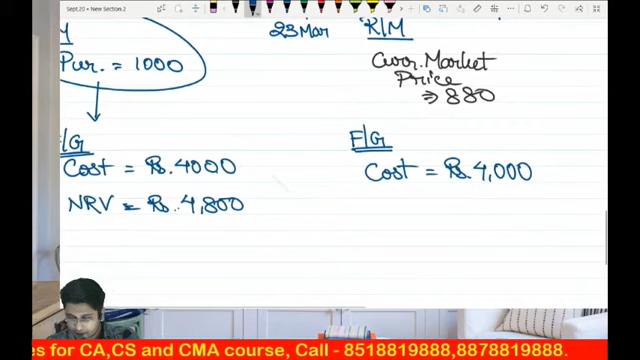 Sept.20 » New Section 2
M
23 Mar
R/M
Pur. = 1000
Curr. Market
Price
⇒ 880
/G
F/G
Cost = Rs. 4000
Cost = Rs. 4,000
NRV = Rs. 4,800
es for CA,CS and CMA course, Call - 8518819888,8878819888.